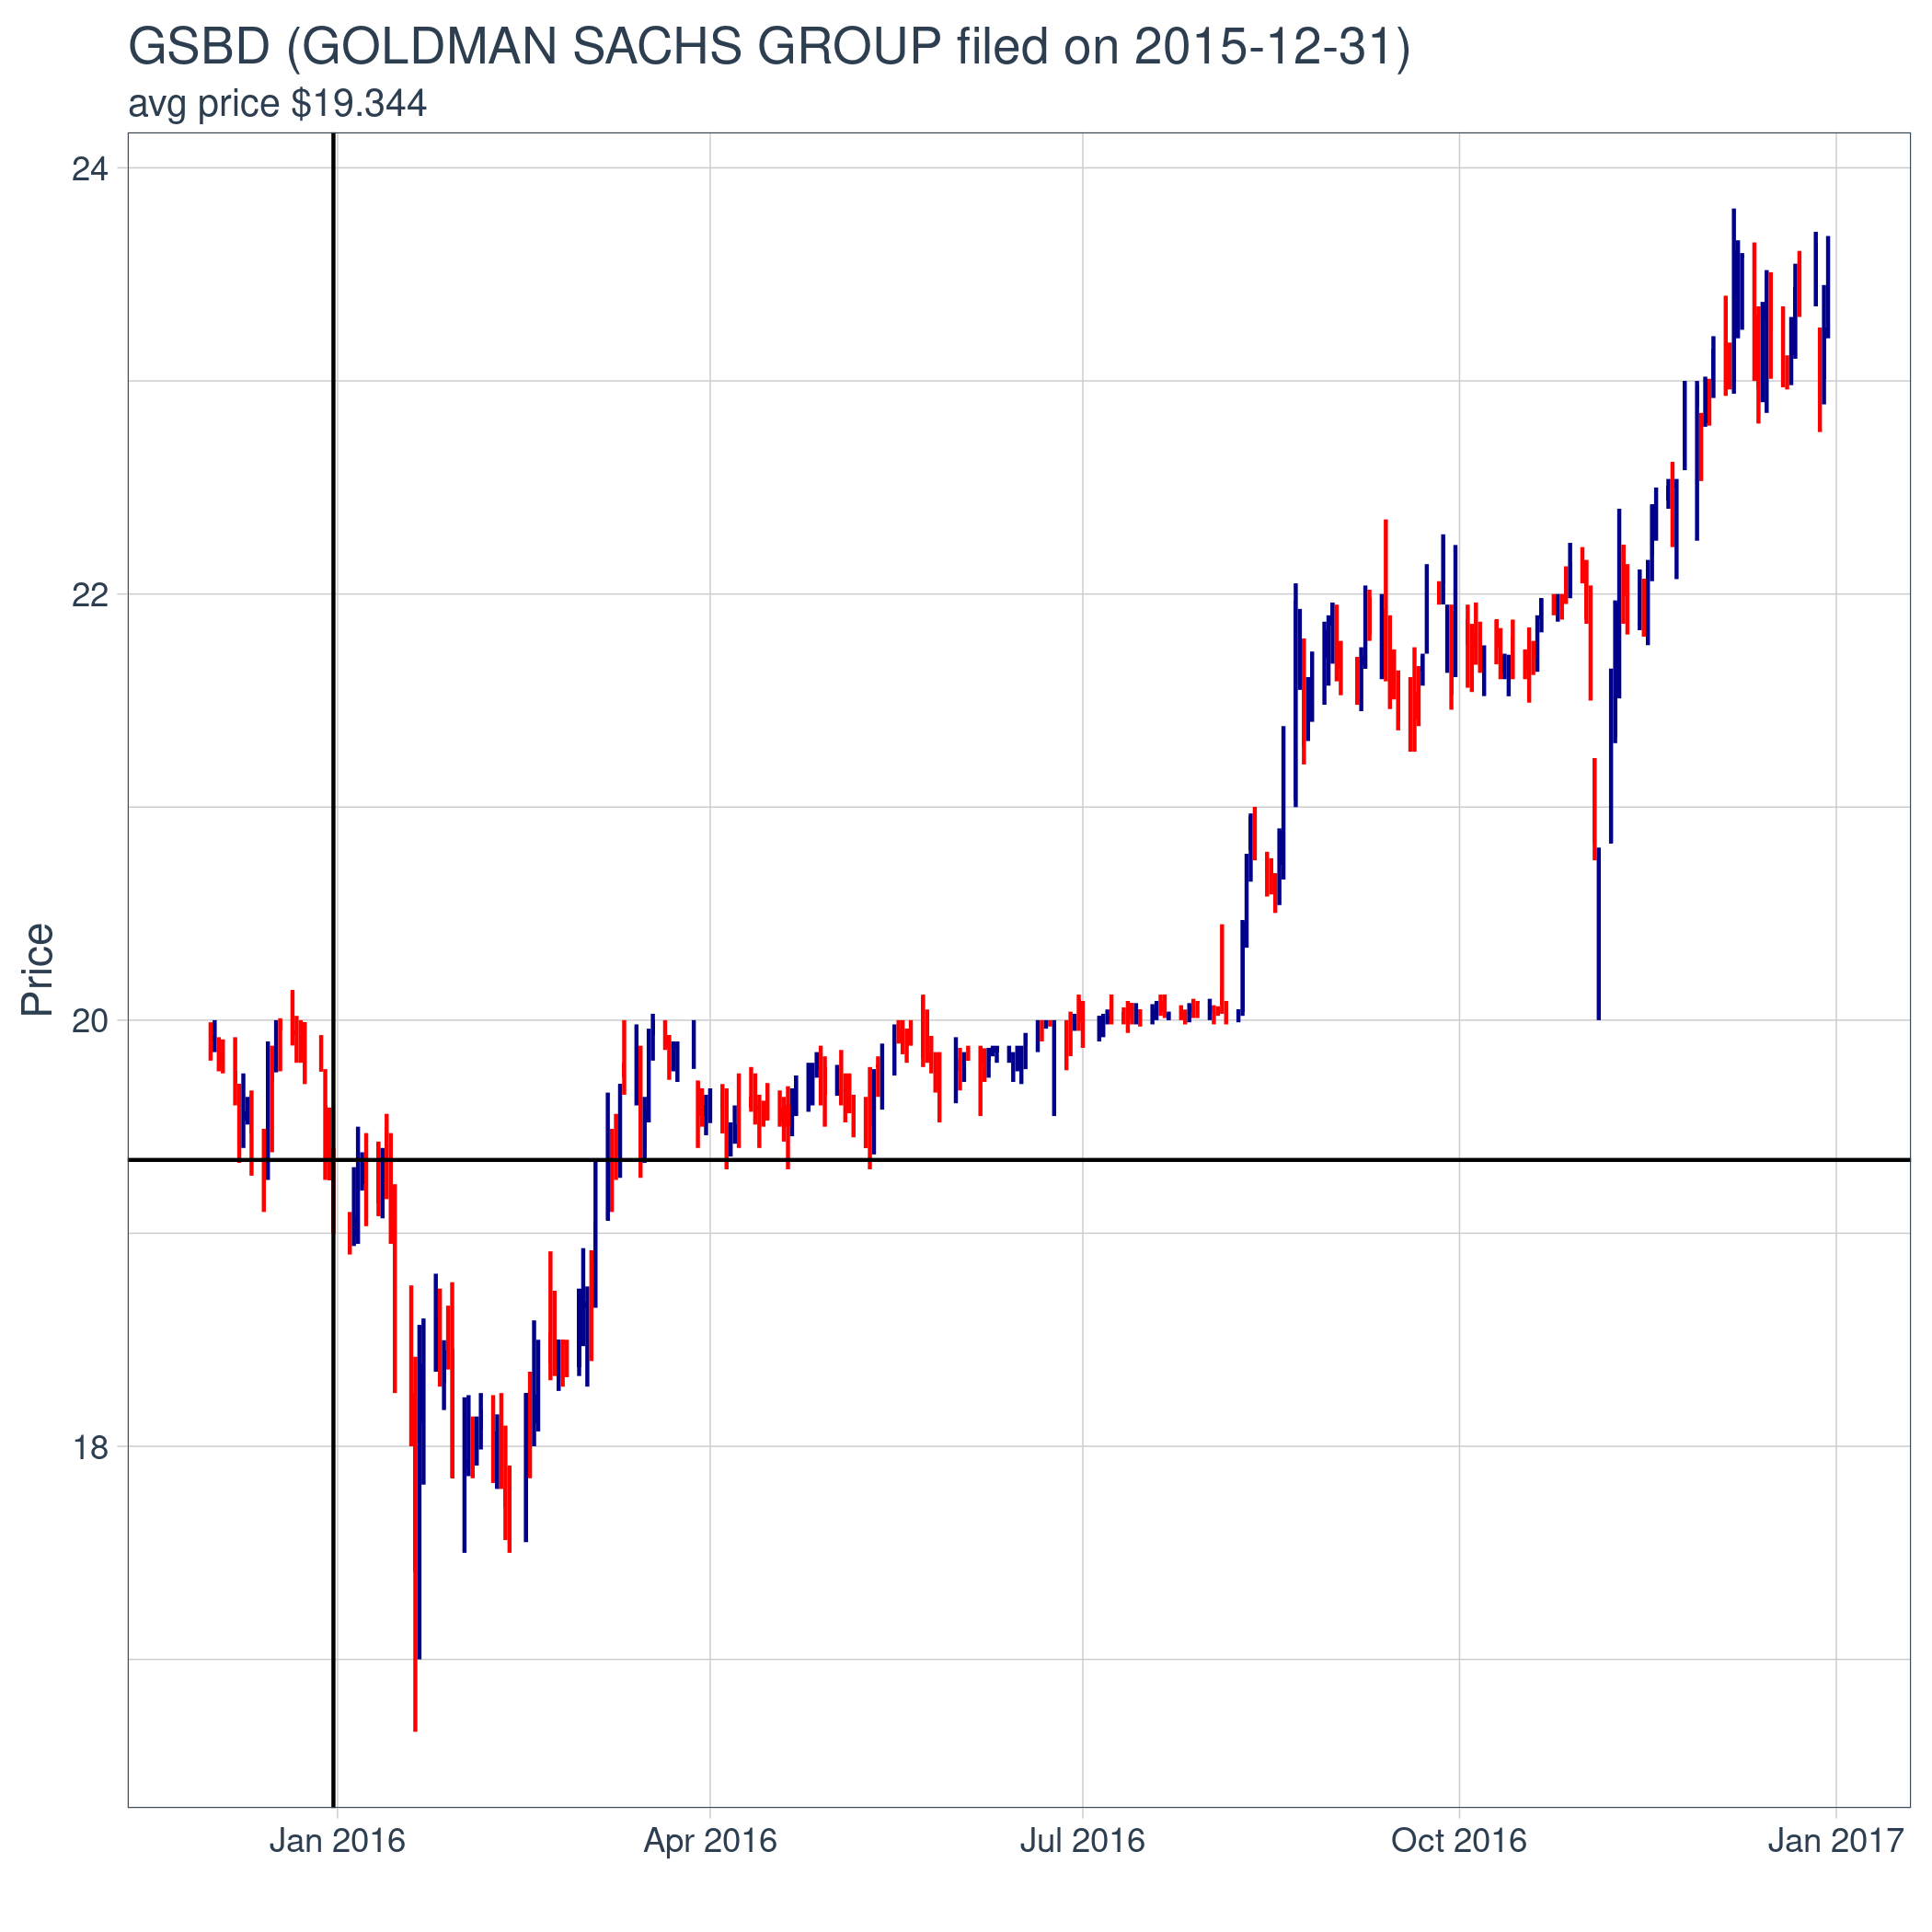 GSBD (GOLDMAN SACHS GROUP filed on 2015-12-31)
avg price $19.344
24
22
20
18
Price
Jan 2016
Apr 2016
Jul 2016
Oct 2016
Jan 2017